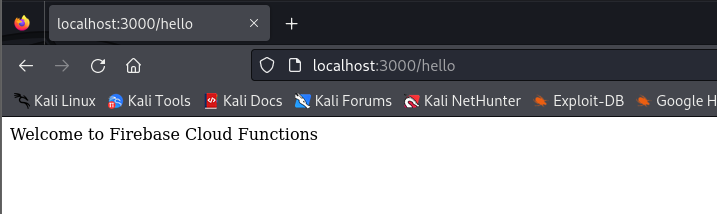 localhost:3000/hello
localhost:3000/hello
Kali Linux Kali Tools Kali Docs Kali Forums Kali NetHunter Exploit-DB Google H
Welcome to Firebase Cloud Functions